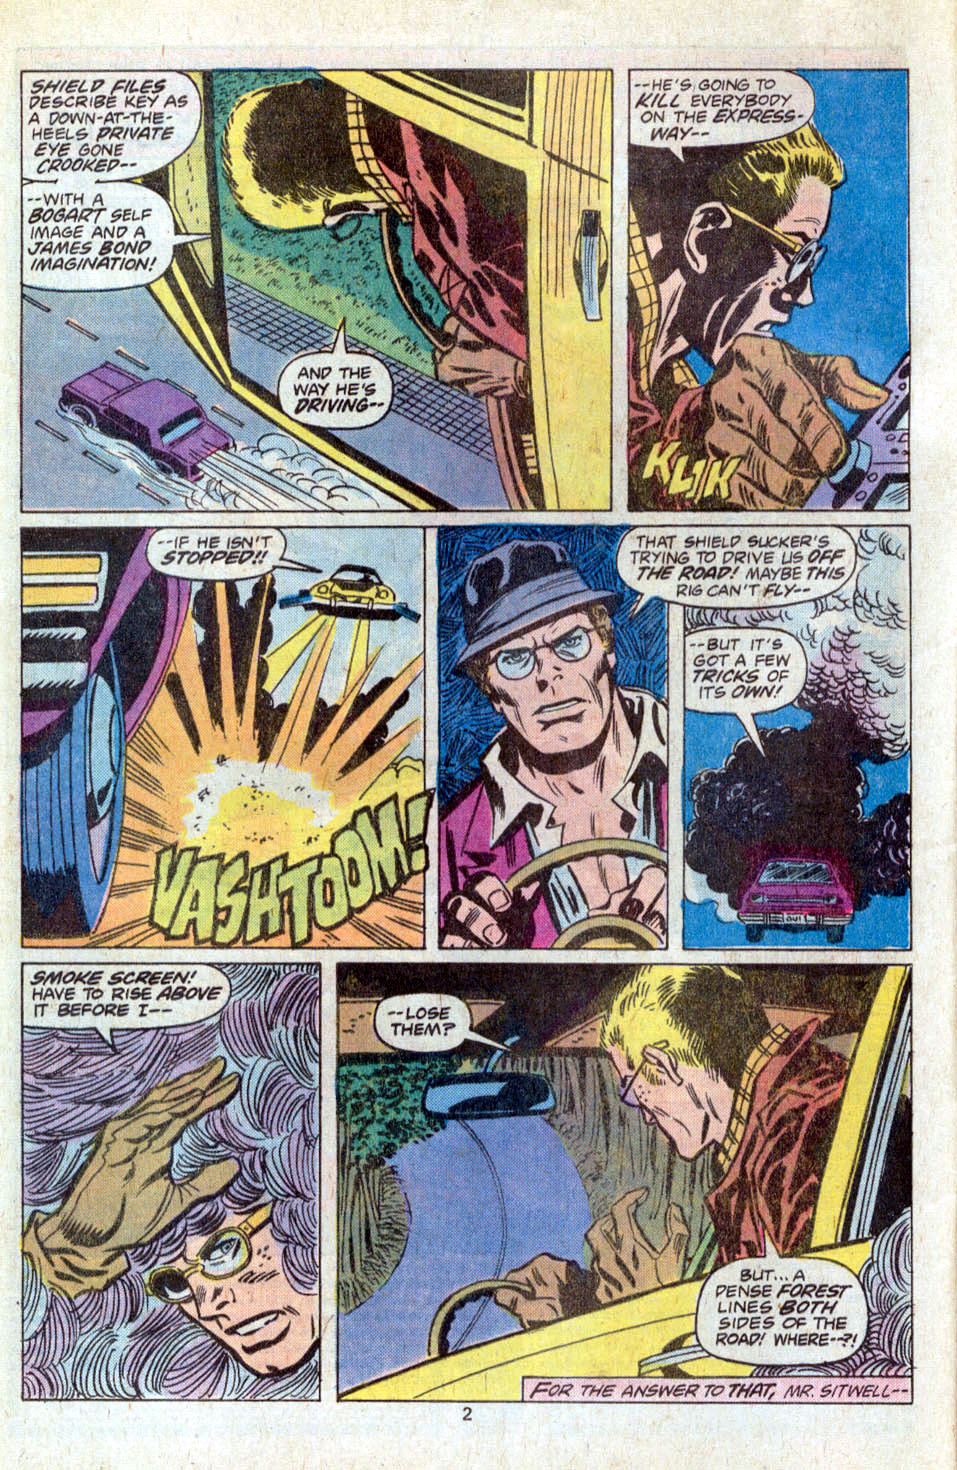 SHIELD FILES
DESCRIBE KEY AS
A DOWN-AT-THE-
HEELS PRIVATE
EYE GONE
CROOKED--
--WITH A
BOGART SELF
IMAGE AND A
JAMES BOND
IMAGINATION!
AND THE
WAY HE'S
DRIVING--
--HE'S GOING TO
KILL EVERYBODY
ON THE EXPRESS-
WAY--
KLIK
--IF HE ISN'T
STOPPED!!
VASHTOOM!
THAT SHIELD SUCKER'S
TRYING TO DRIVE US OFF
THE ROAD! MAYBE THIS
RIG CAN'T FLY--
--BUT IT'S
GOT A FEW
TRICKS OF
ITS OWN!
SMOKE SCREEN!
HAVE TO RISE ABOVE
IT BEFORE I--
--LOSE
THEM?
BUT... A
DENSE FOREST
LINES BOTH
SIDES OF THE
ROAD! WHERE--?!
FOR THE ANSWER TO THAT, MR. SITWELL--
2